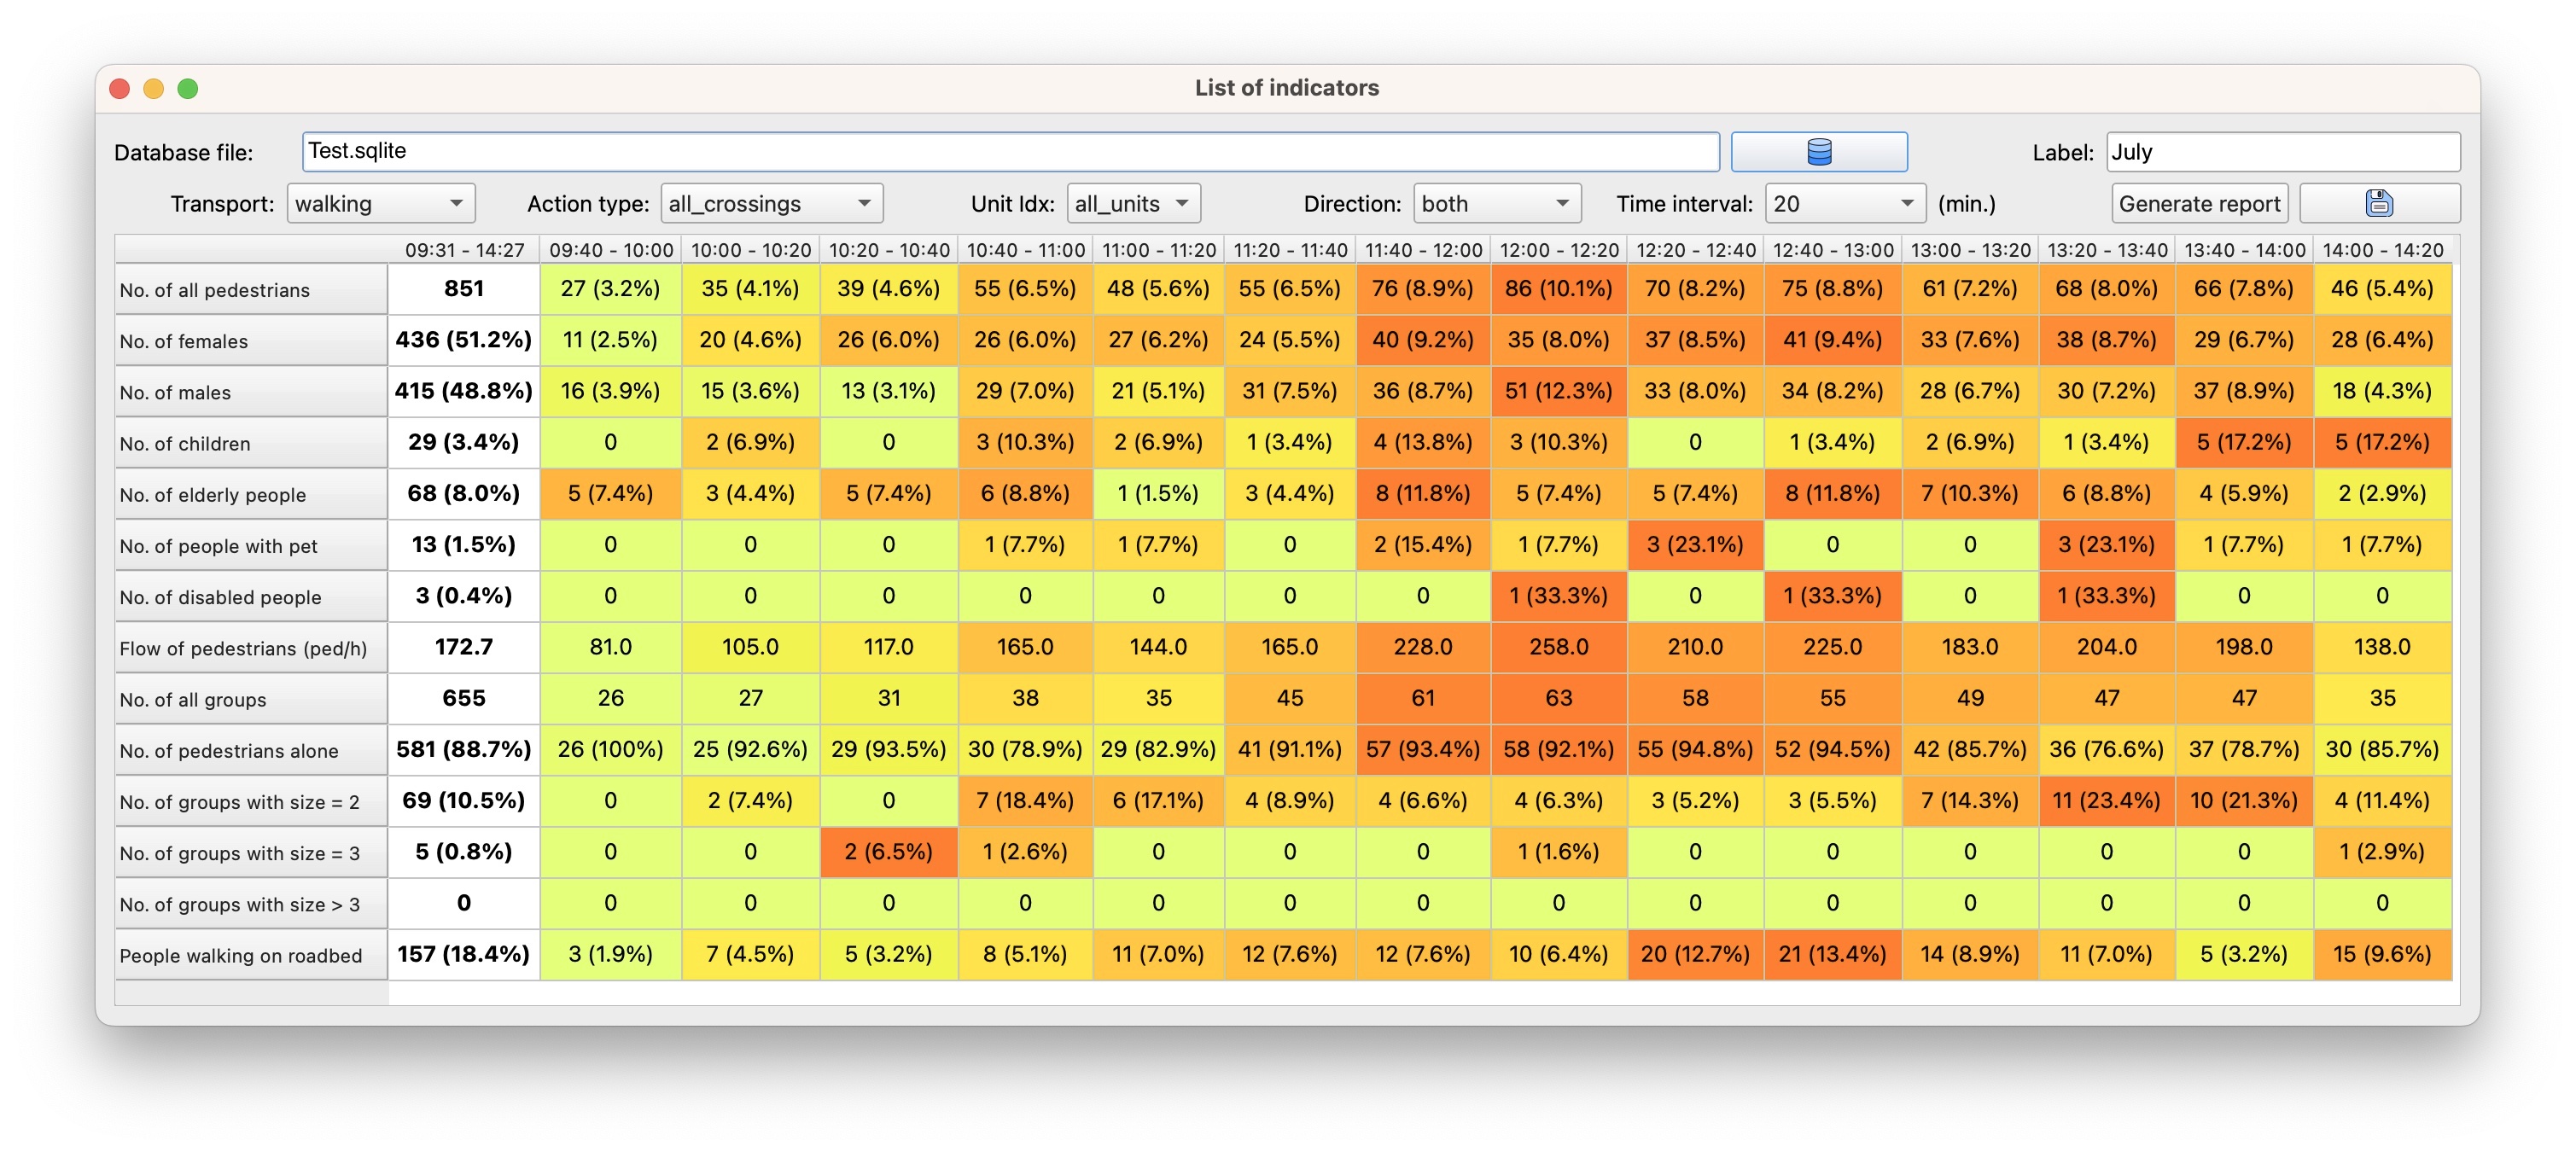 List of indicators
Database file: Test.sqlite Label: July
Transport: walking Action type: all_crossings Unit Idx: all_units Direction: both Time interval: 20 (min.) Generate report
09:31 - 14:27 09:40 - 10:00 10:00 - 10:20 10:20 - 10:40 10:40 - 11:00 11:00 - 11:20 11:20 - 11:40 11:40 - 12:00 12:00 - 12:20 12:20 - 12:40 12:40 - 13:00 13:00 - 13:20 13:20 - 13:40 13:40 - 14:00 14:00 - 14:20
No. of all pedestrians 851 27 (3.2%) 35 (4.1%) 39 (4.6%) 55 (6.5%) 48 (5.6%) 55 (6.5%) 76 (8.9%) 86 (10.1%) 70 (8.2%) 75 (8.8%) 61 (7.2%) 68 (8.0%) 66 (7.8%) 46 (5.4%)
No. of females 436 (51.2%) 11 (2.5%) 20 (4.6%) 26 (6.0%) 26 (6.0%) 27 (6.2%) 24 (5.5%) 40 (9.2%) 35 (8.0%) 37 (8.5%) 41 (9.4%) 33 (7.6%) 38 (8.7%) 29 (6.7%) 28 (6.4%)
No. of males 415 (48.8%) 16 (3.9%) 15 (3.6%) 13 (3.1%) 29 (7.0%) 21 (5.1%) 31 (7.5%) 36 (8.7%) 51 (12.3%) 33 (8.0%) 34 (8.2%) 28 (6.7%) 30 (7.2%) 37 (8.9%) 18 (4.3%)
No. of children 29 (3.4%) 0 2 (6.9%) 0 3 (10.3%) 2 (6.9%) 1 (3.4%) 4 (13.8%) 3 (10.3%) 0 1 (3.4%) 2 (6.9%) 1 (3.4%) 5 (17.2%) 5 (17.2%)
No. of elderly people 68 (8.0%) 5 (7.4%) 3 (4.4%) 5 (7.4%) 6 (8.8%) 1 (1.5%) 3 (4.4%) 8 (11.8%) 5 (7.4%) 5 (7.4%) 8 (11.8%) 7 (10.3%) 6 (8.8%) 4 (5.9%) 2 (2.9%)
No. of people with pet 13 (1.5%) 0 0 0 1 (7.7%) 1 (7.7%) 0 2 (15.4%) 1 (7.7%) 3 (23.1%) 0 0 3 (23.1%) 1 (7.7%) 1 (7.7%)
No. of disabled people 3 (0.4%) 0 0 0 0 0 0 0 1 (33.3%) 0 1 (33.3%) 0 1 (33.3%) 0 0
Flow of pedestrians (ped/h) 172.7 81.0 105.0 117.0 165.0 144.0 165.0 228.0 258.0 210.0 225.0 183.0 204.0 198.0 138.0
No. of all groups 655 26 27 31 38 35 45 61 63 58 55 49 47 47 35
No. of pedestrians alone 581 (88.7%) 26 (100%) 25 (92.6%) 29 (93.5%) 30 (78.9%) 29 (82.9%) 41 (91.1%) 57 (93.4%) 58 (92.1%) 55 (94.8%) 52 (94.5%) 42 (85.7%) 36 (76.6%) 37 (78.7%) 30 (85.7%)
No. of groups with size = 2 69 (10.5%) 0 2 (7.4%) 0 7 (18.4%) 6 (17.1%) 4 (8.9%) 4 (6.6%) 4 (6.3%) 3 (5.2%) 3 (5.5%) 7 (14.3%) 11 (23.4%) 10 (21.3%) 4 (11.4%)
No. of groups with size = 3 5 (0.8%) 0 0 2 (6.5%) 1 (2.6%) 0 0 0 1 (1.6%) 0 0 0 0 0 1 (2.9%)
No. of groups with size > 3 0 0 0 0 0 0 0 0 0 0 0 0 0 0 0
People walking on roadbed 157 (18.4%) 3 (1.9%) 7 (4.5%) 5 (3.2%) 8 (5.1%) 11 (7.0%) 12 (7.6%) 12 (7.6%) 10 (6.4%) 20 (12.7%) 21 (13.4%) 14 (8.9%) 11 (7.0%) 5 (3.2%) 15 (9.6%)